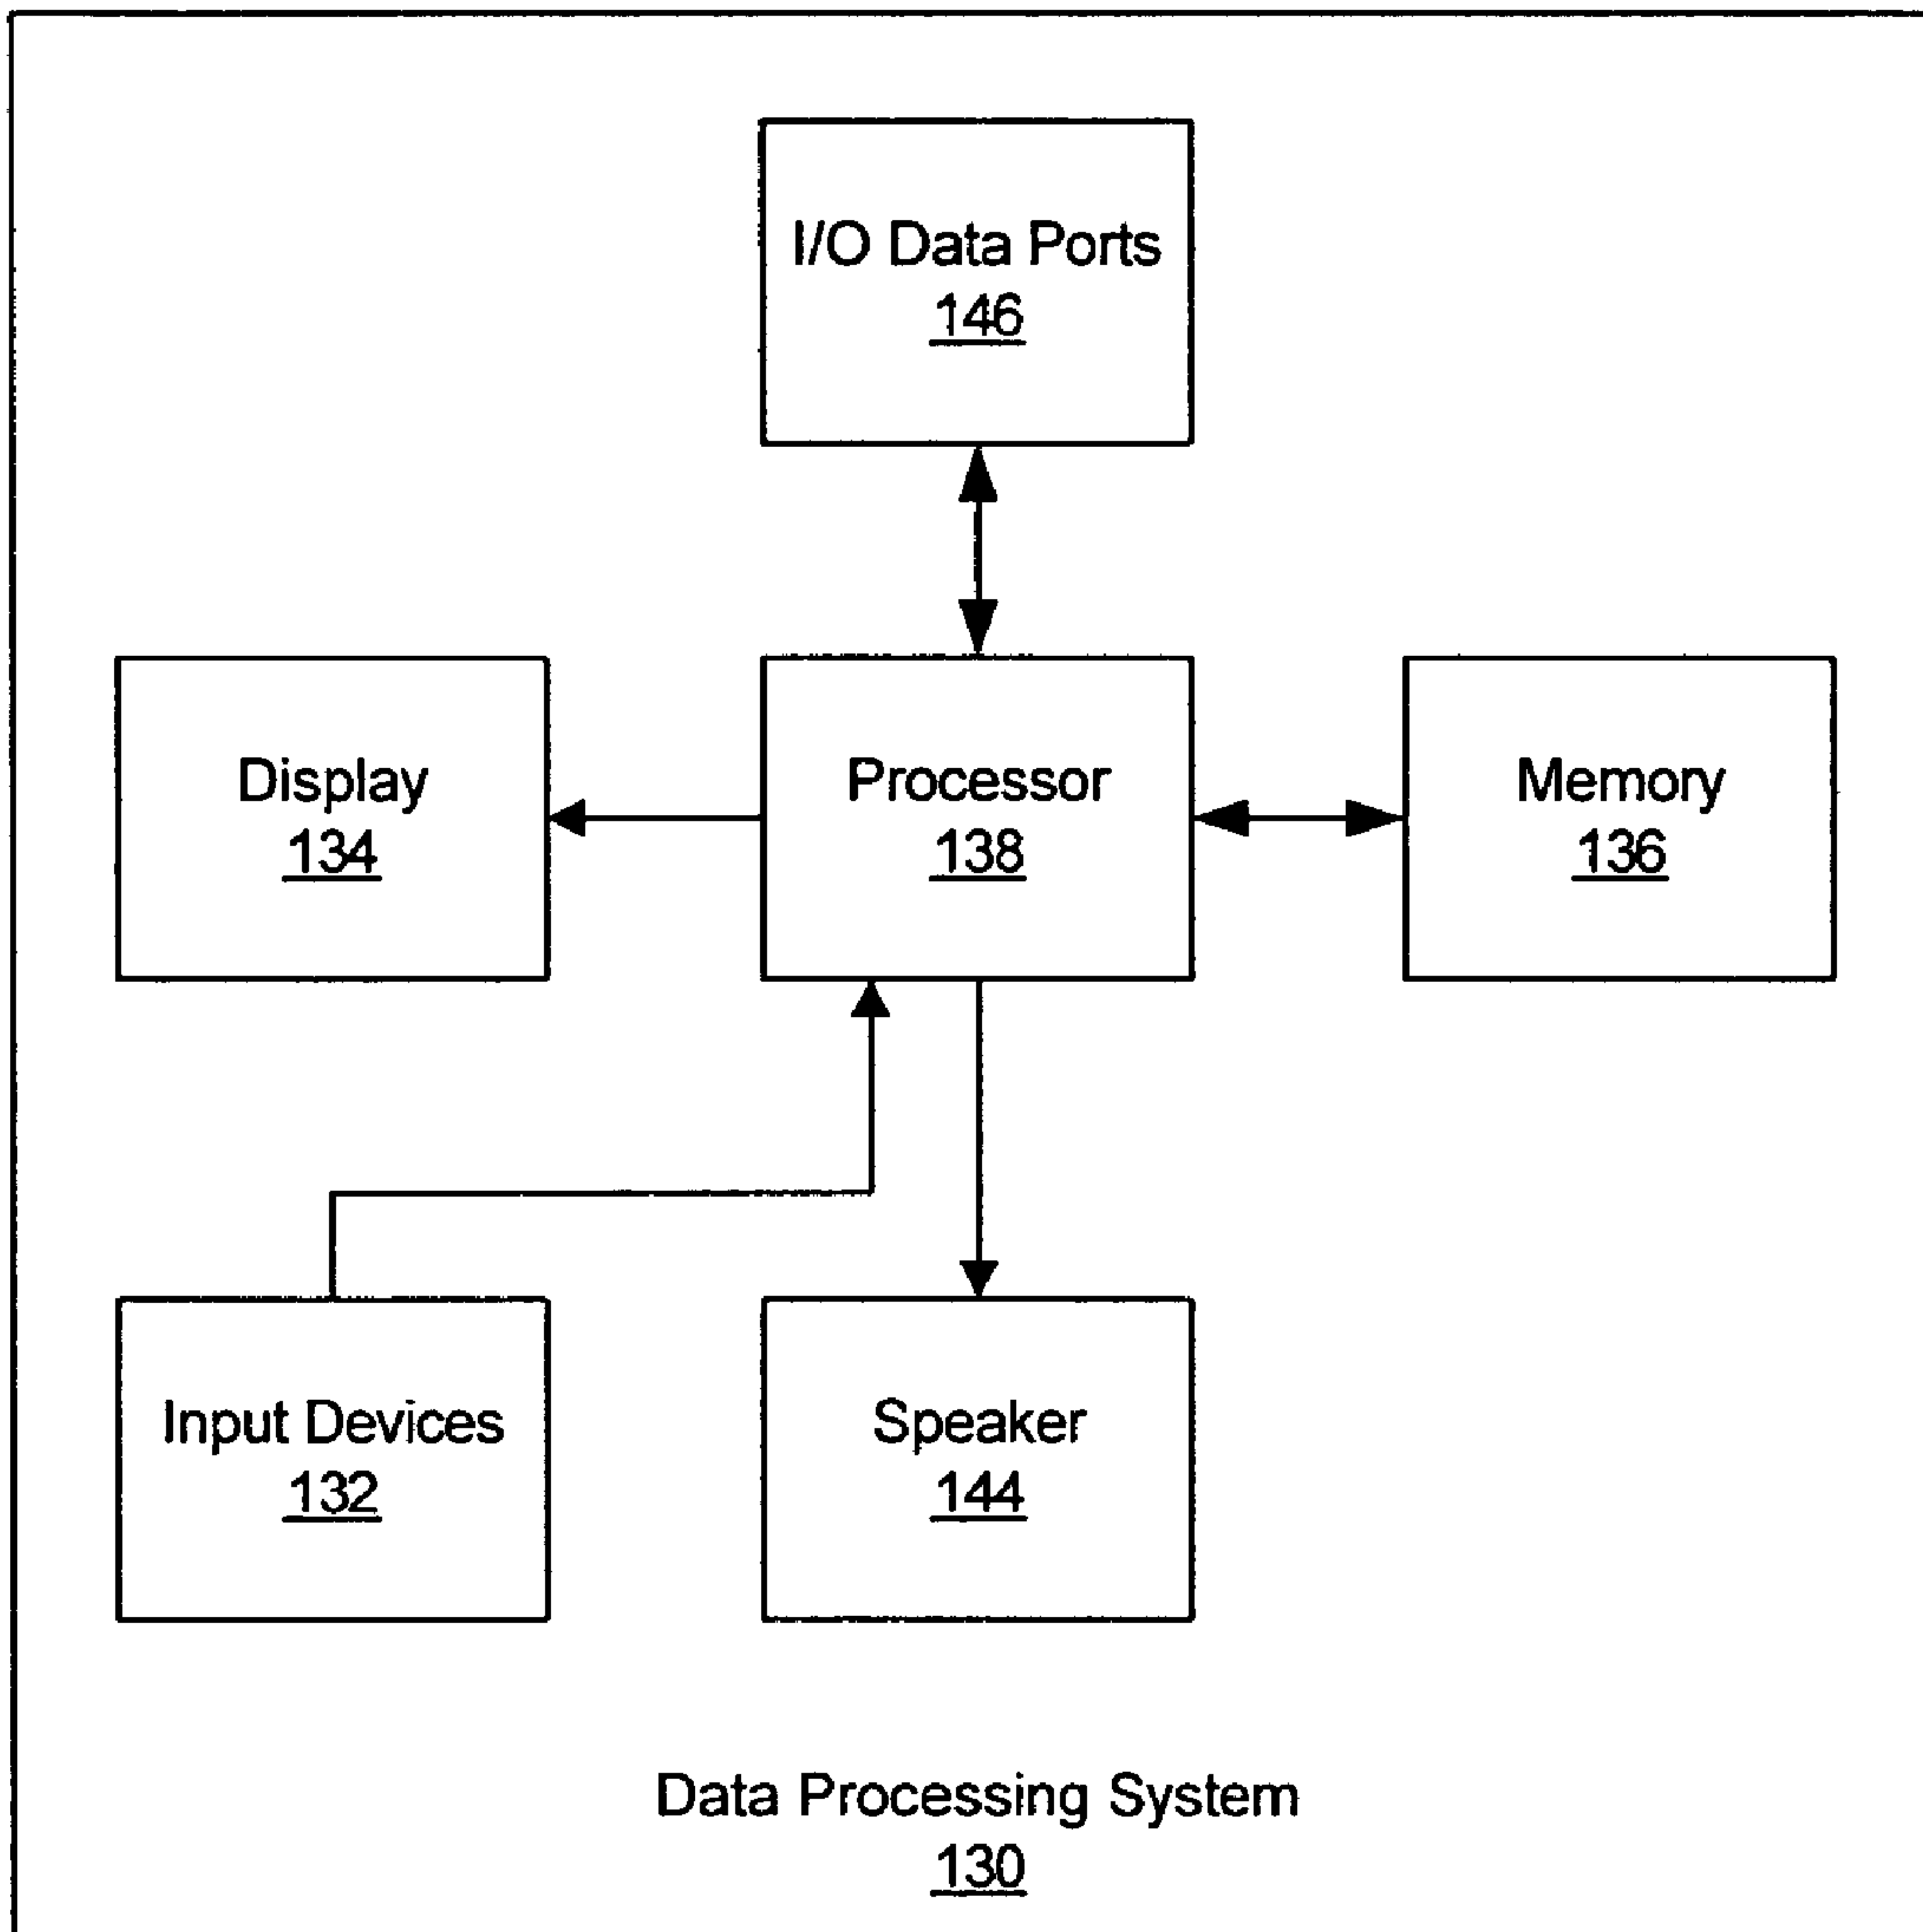 I/O Data Ports
146
Display
134
Processor
138
Memory
136
Input Devices
132
Speaker
144
Data Processing System
130